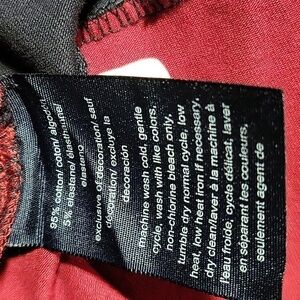 95% cotton/ coton/ algodón
5% elastane/ élasthanne/
elastano
exclusive of decoration/ sauf
décoration/ excluye la
decoración
machine wash cold, gentle
cycle, wash with like colors,
non-chlorine bleach only,
tumble dry normal cycle, low
heat, low heat iron if necessary,
dry clean/laver à la machine à
l'eau froide, cycle délicat, laver
en séparant les couleurs,
seulement agent de